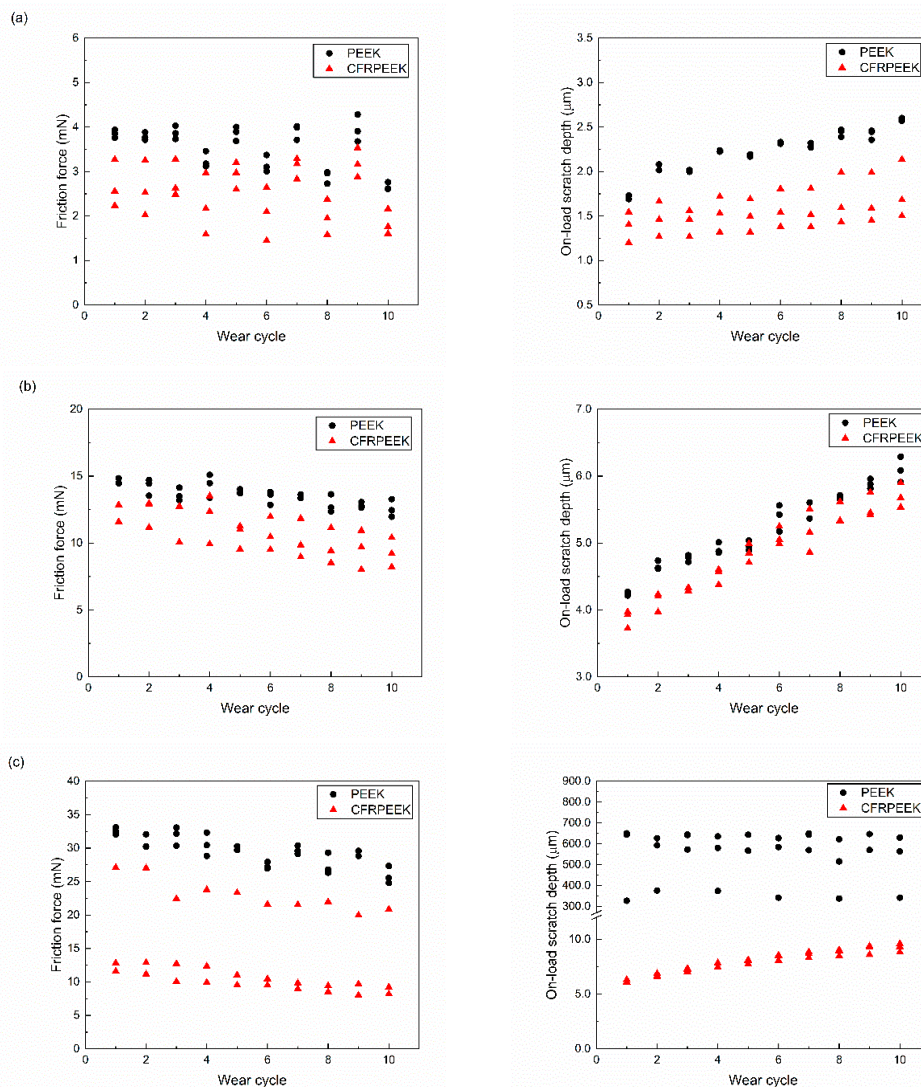 (a)
6
5
4
3
2
1
0
0
2
4
6
8
10
Friction force (mN)
Wear cycle
PEEK
CFRPEEK
3.5
3.0
2.5
2.0
1.5
1.0
0.5
0
2
4
6
8
10
On-load scratch depth (μm)
Wear cycle
PEEK
CFRPEEK
(b)
20
15
10
5
0
0
2
4
6
8
10
Friction force (mN)
Wear cycle
PEEK
CFRPEEK
7.0
6.0
5.0
4.0
3.0
0
2
4
6
8
10
On-load scratch depth (μm)
Wear cycle
PEEK
CFRPEEK
(c)
40
35
30
25
20
15
10
5
0
0
2
4
6
8
10
Friction force (mN)
Wear cycle
PEEK
CFRPEEK
900.0
800.0
700.0
600.0
500.0
400.0
300.0
10.0
5.0
0.0
0
2
4
6
8
10
On-load scratch depth (μm)
Wear cycle
PEEK
CFRPEEK